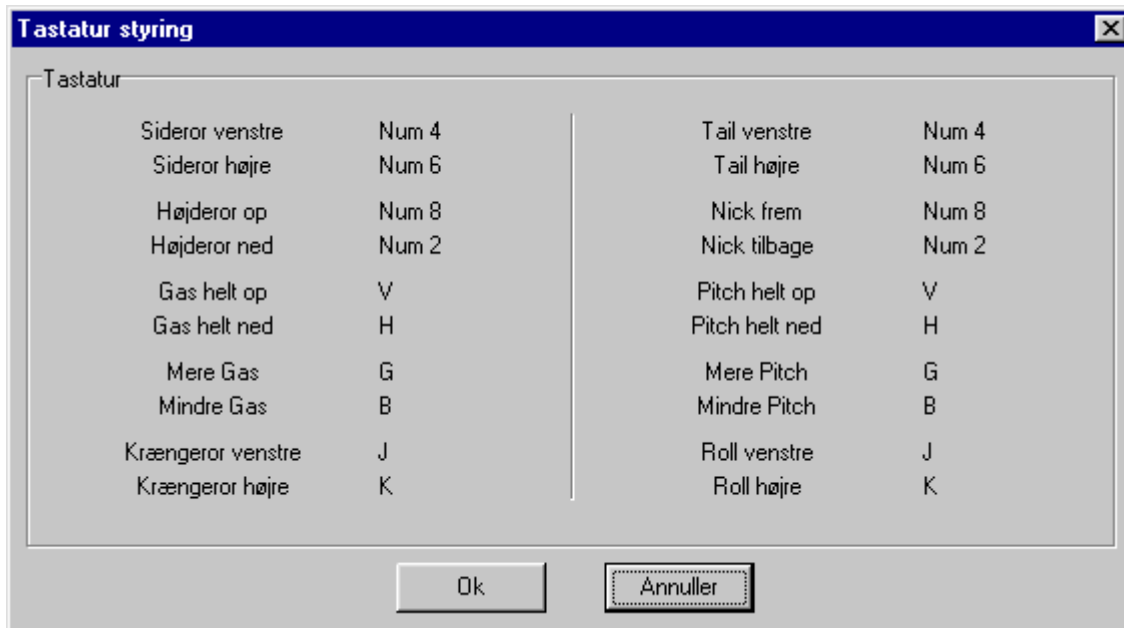 Tastatur styring
Tastatur
Sideror venstre Num 4
Sideror højre Num 6
Højderor op Num 8
Højderor ned Num 2
Gas helt op V
Gas helt ned H
Mere Gas G
Mindre Gas B
Krængeror venstre J
Krængeror højre K
Tail venstre Num 4
Tail højre Num 6
Nick frem Num 8
Nick tilbage Num 2
Pitch helt op V
Pitch helt ned H
Mere Pitch G
Mindre Pitch B
Roll venstre J
Roll højre K
Ok Annuller